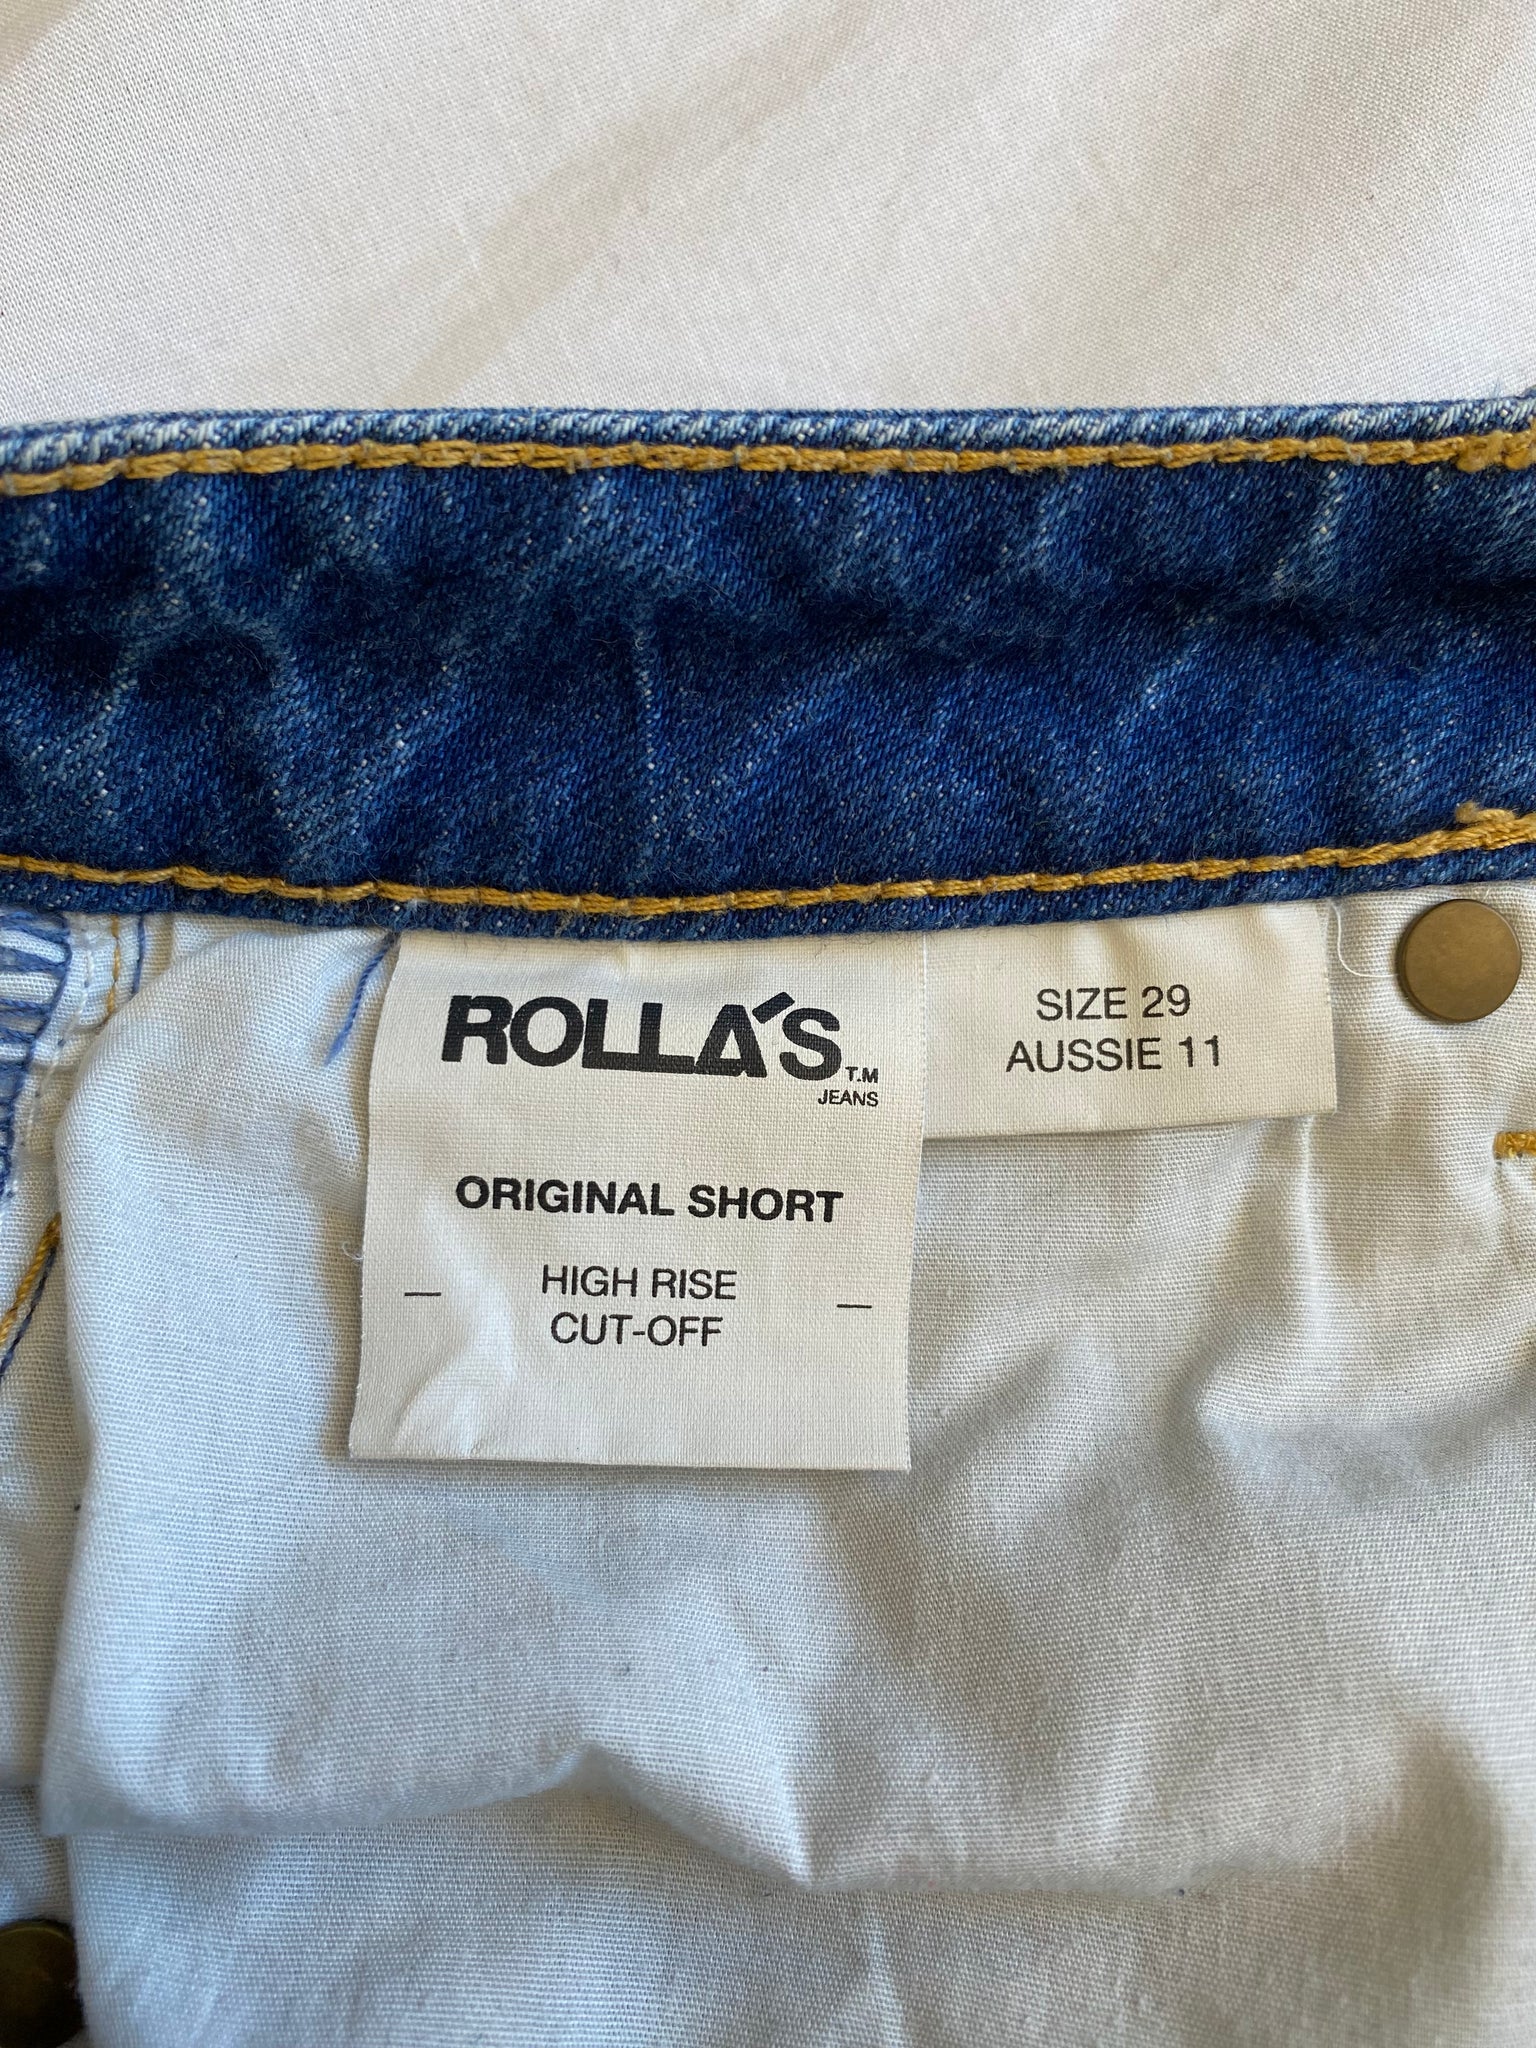 ROLLA'S T.M
JEANS
ORIGINAL SHORT
— HIGH RISE —
CUT-OFF
SIZE 29
AUSSIE 11